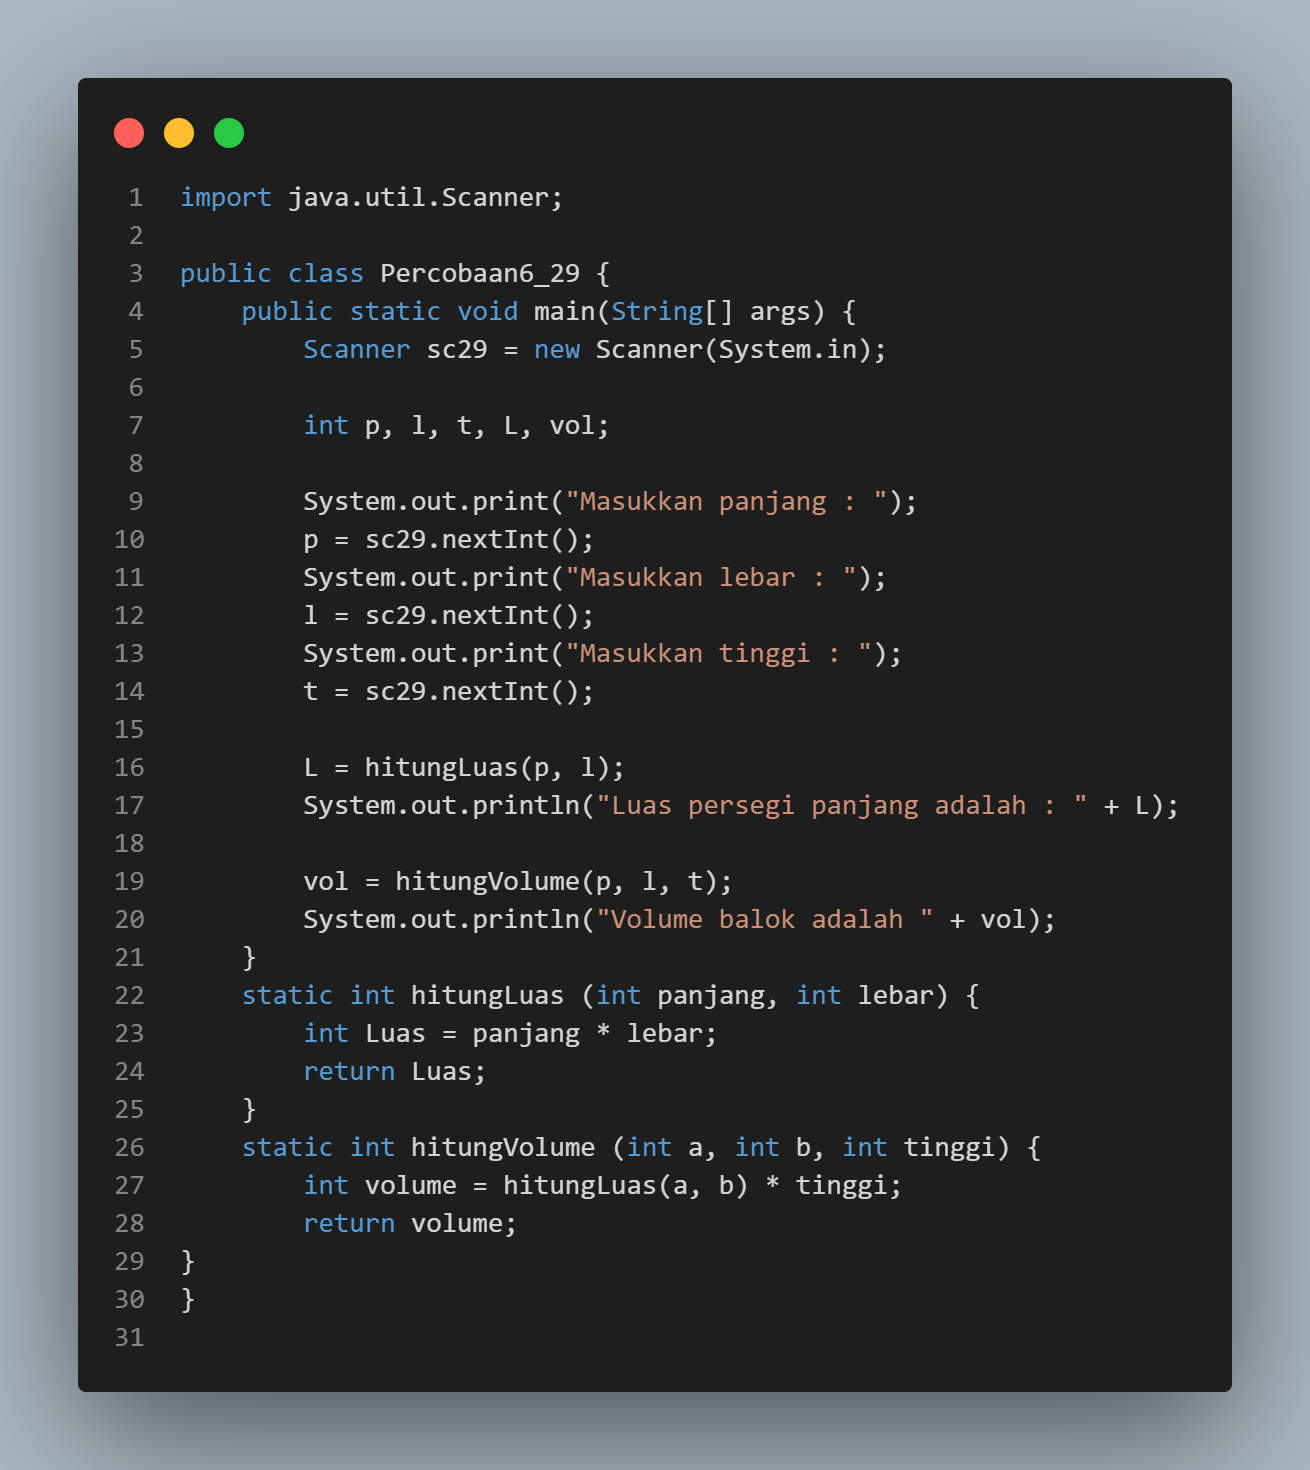 1 import java.util.Scanner;
2
3 public class Percobaan6_29 {
4     public static void main(String[] args) {
5         Scanner sc29 = new Scanner(System.in);
6
7         int p, l, t, L, vol;
8
9         System.out.print("Masukkan panjang : ");
10         p = sc29.nextInt();
11         System.out.print("Masukkan lebar : ");
12         l = sc29.nextInt();
13         System.out.print("Masukkan tinggi : ");
14         t = sc29.nextInt();
15
16         L = hitungLuas(p, l);
17         System.out.println("Luas persegi panjang adalah : " + L);
18
19         vol = hitungVolume(p, l, t);
20         System.out.println("Volume balok adalah " + vol);
21     }
22     static int hitungLuas (int panjang, int lebar) {
23         int Luas = panjang * lebar;
24         return Luas;
25     }
26     static int hitungVolume (int a, int b, int tinggi) {
27         int volume = hitungLuas(a, b) * tinggi;
28         return volume;
29 }
30 }
31